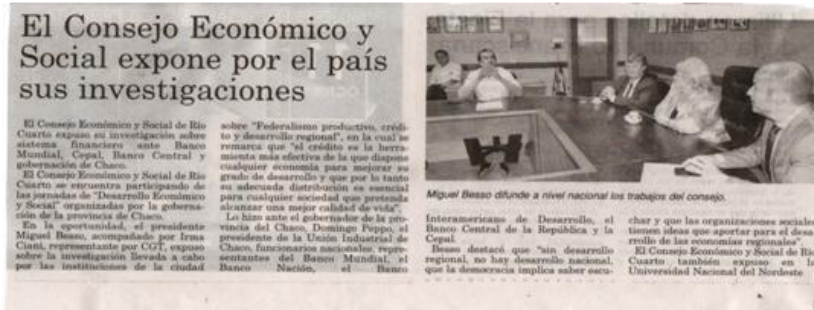 El Consejo Económico y
Social expone por el país
sus investigaciones
El Consejo Económico y Social de Río
Cuarto expuso su investigación sobre
sistema financiero ante Banco
Mundial, Cepal, Banco Central y
gobernación de Chaco.
El Consejo Económico y Social de Río
Cuarto se encuentra participando de
las jornadas de "Desarrollo Económico
y Social" organizadas por la goberna-
ción de la provincia de Chaco.
En la oportunidad, el presidente
Miguel Besso, acompañado por Irma
Ciani, representante por CGT, expuso
sobre la investigación llevada a cabo
por las instituciones de la ciudad
sobre "Federalismo productivo, crédi-
to y desarrollo regional", en la cual se
remarca que "el crédito es la herra-
mienta más efectiva de la que dispone
cualquier economía para mejorar su
grado de desarrollo y que por lo tanto
su adecuada distribución es esencial
para cualquier sociedad que pretenda
alcanzar una mejor calidad de vida".
Lo hizo ante el gobernador de la pro-
vincia del Chaco, Domingo Peppo, el
presidente de la Unión Industrial de
Chaco, funcionarios nacionales, repre-
sentantes del Banco Mundial, el
Banco Nación, el Banco
Miguel Besso difunde a nivel nacional los trabajos del consejo.
Interamericano de Desarrollo, el
Banco Central de la República y la
Cepal.
Besso destacó que "sin desarrollo
regional, no hay desarrollo nacional,
que la democracia implica saber escu-
char y que las organizaciones sociales
tienen ideas que aportar para el desa-
rrollo de las economías regionales".
El Consejo Económico y Social de Río
Cuarto también expuso en la
Universidad Nacional del Nordeste